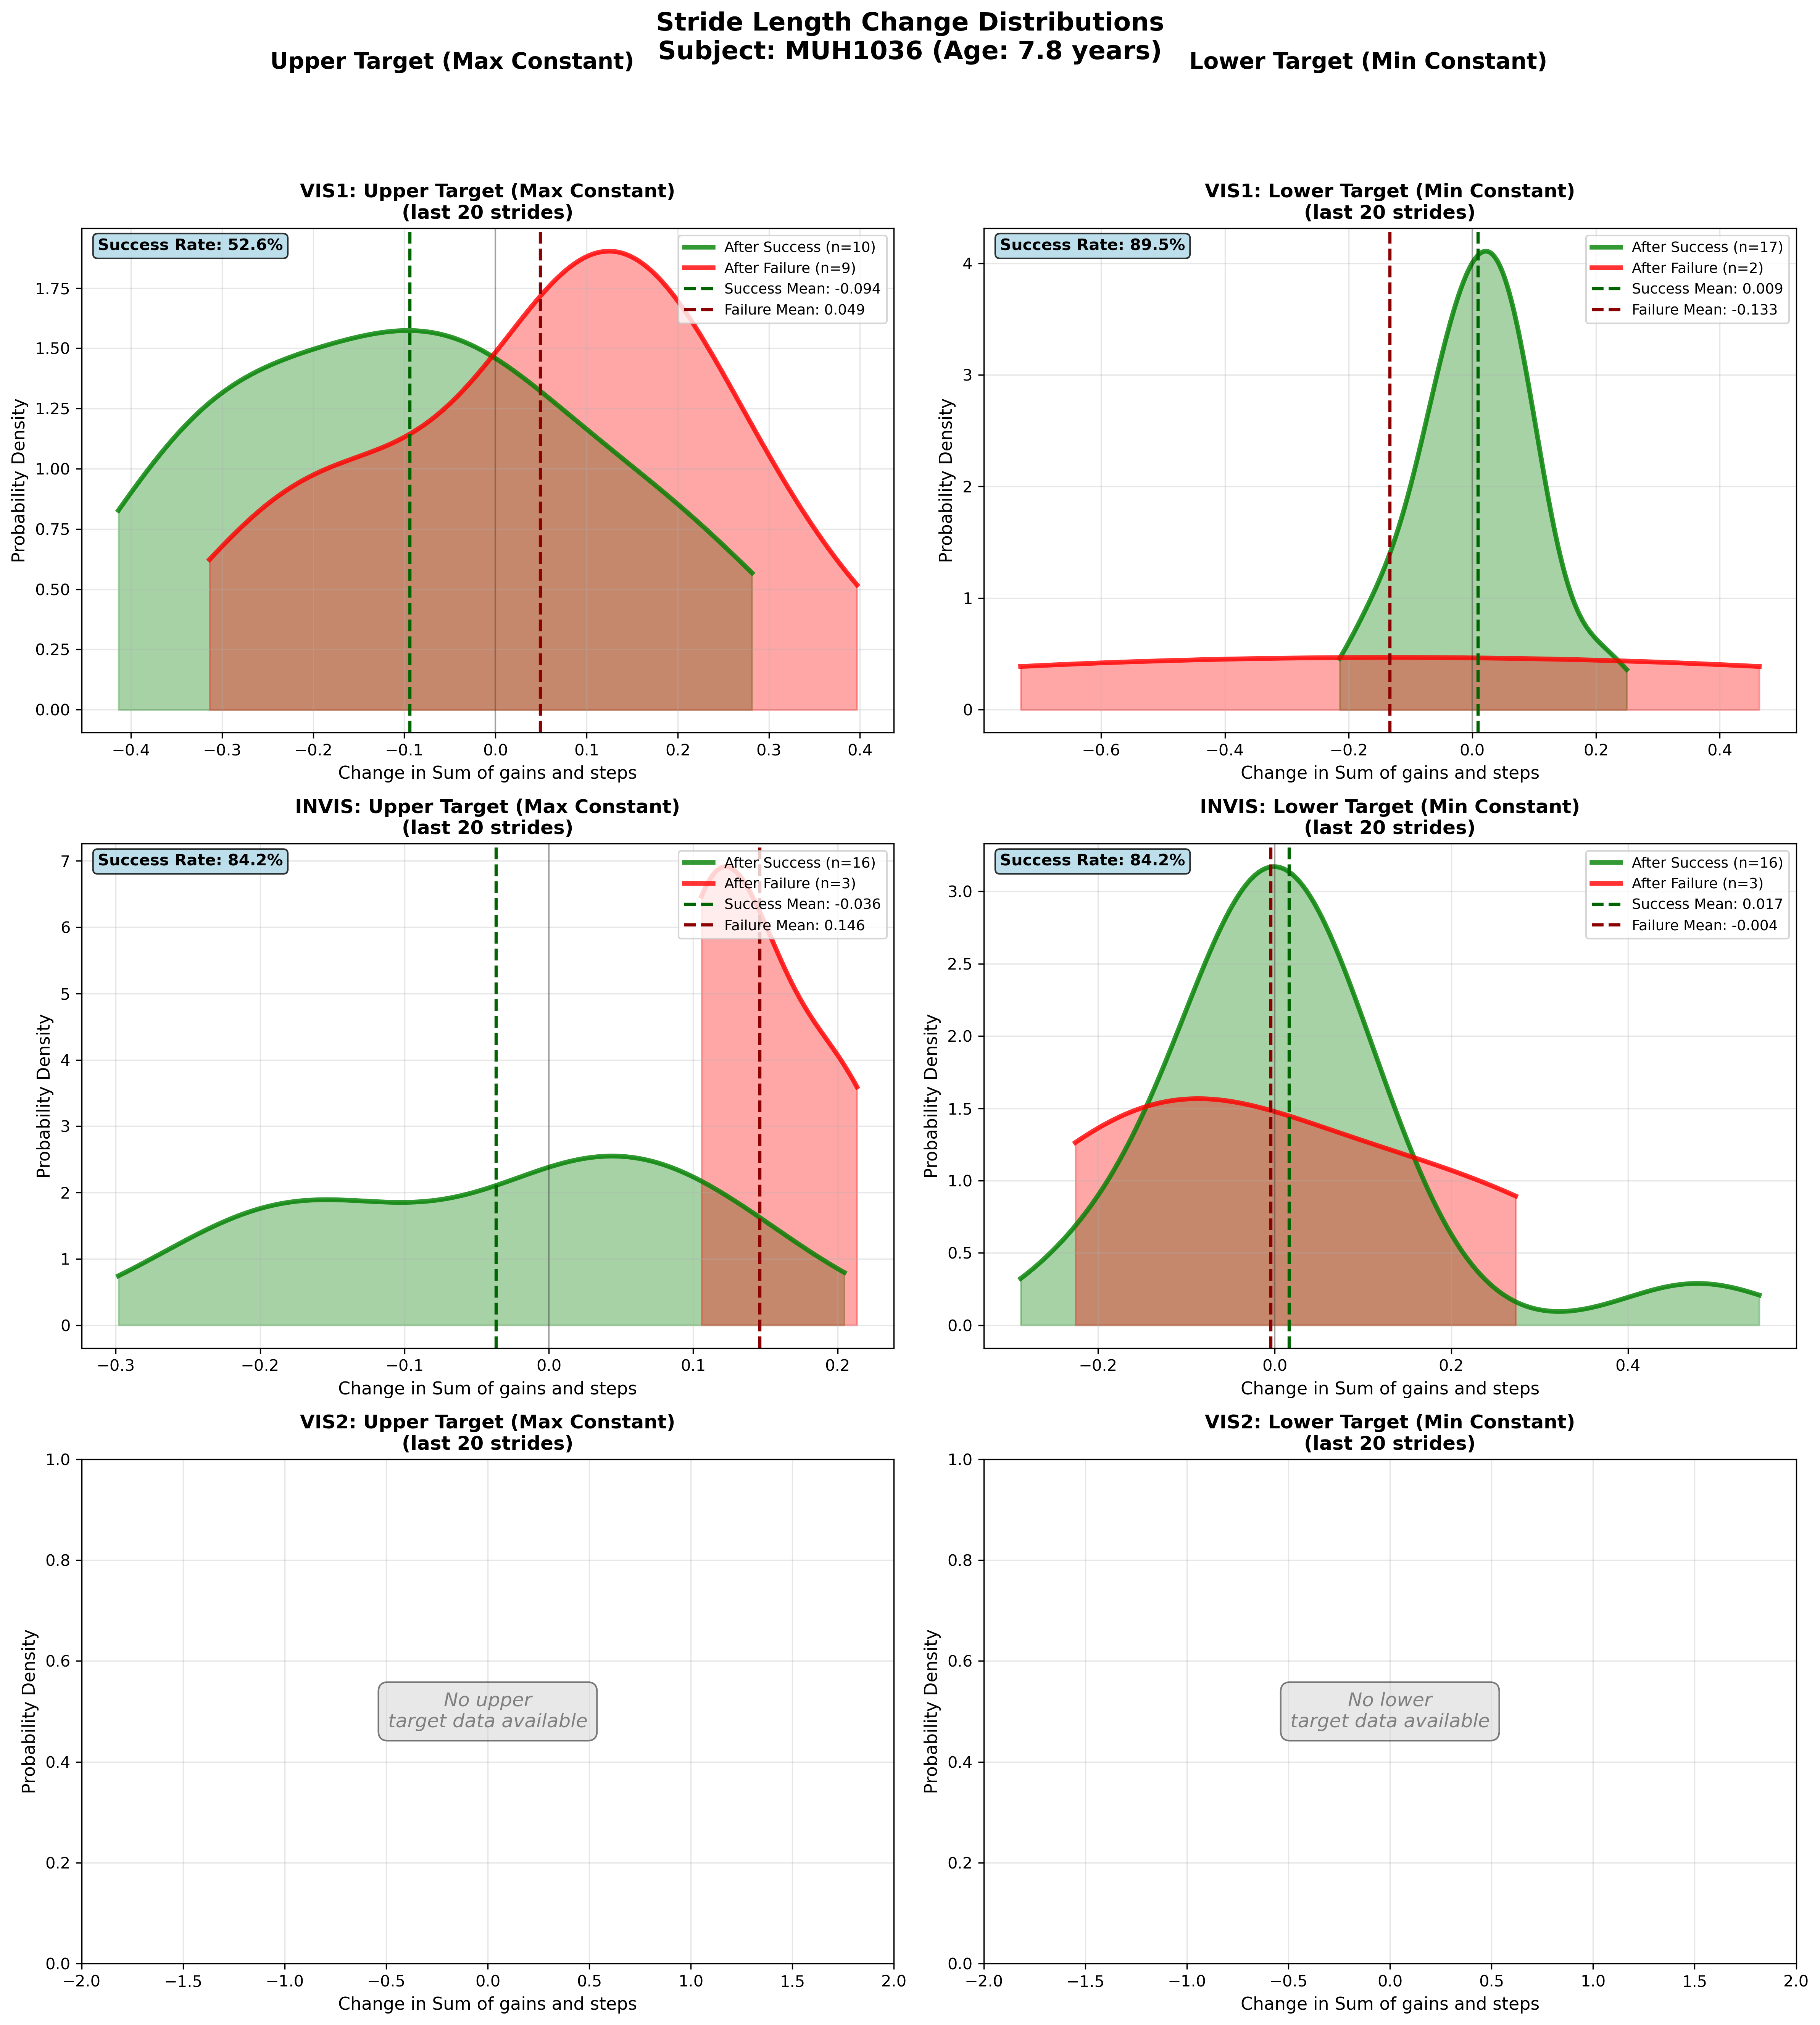 Stride Length Change Distributions
Subject: MUH1036 (Age: 7.8 years)
Upper Target (Max Constant)
Lower Target (Min Constant)
VIS1: Upper Target (Max Constant)
(last 20 strides)
Success Rate: 52.6%
After Success (n=10)
After Failure (n=9)
Success Mean: -0.094
Failure Mean: 0.049
Probability Density
1.75
1.50
1.25
1.00
0.75
0.50
0.25
0.00
−0.4 −0.3 −0.2 −0.1 0.0 0.1 0.2 0.3 0.4
Change in Sum of gains and steps
VIS1: Lower Target (Min Constant)
(last 20 strides)
Success Rate: 89.5%
After Success (n=17)
After Failure (n=2)
Success Mean: 0.009
Failure Mean: -0.133
Probability Density
4
3
2
1
0
−0.6 −0.4 −0.2 0.0 0.2 0.4
Change in Sum of gains and steps
INVIS: Upper Target (Max Constant)
(last 20 strides)
Success Rate: 84.2%
After Success (n=16)
After Failure (n=3)
Success Mean: -0.036
Failure Mean: 0.146
Probability Density
7
6
5
4
3
2
1
0
−0.3 −0.2 −0.1 0.0 0.1 0.2
Change in Sum of gains and steps
INVIS: Lower Target (Min Constant)
(last 20 strides)
Success Rate: 84.2%
After Success (n=16)
After Failure (n=3)
Success Mean: 0.017
Failure Mean: -0.004
Probability Density
3.0
2.5
2.0
1.5
1.0
0.5
0.0
−0.2 0.0 0.2 0.4
Change in Sum of gains and steps
VIS2: Upper Target (Max Constant)
(last 20 strides)
Probability Density
1.0
0.8
0.6
0.4
0.2
0.0
No upper
target data available
−2.0 −1.5 −1.0 −0.5 0.0 0.5 1.0 1.5 2.0
Change in Sum of gains and steps
VIS2: Lower Target (Min Constant)
(last 20 strides)
Probability Density
1.0
0.8
0.6
0.4
0.2
0.0
No lower
target data available
−2.0 −1.5 −1.0 −0.5 0.0 0.5 1.0 1.5 2.0
Change in Sum of gains and steps